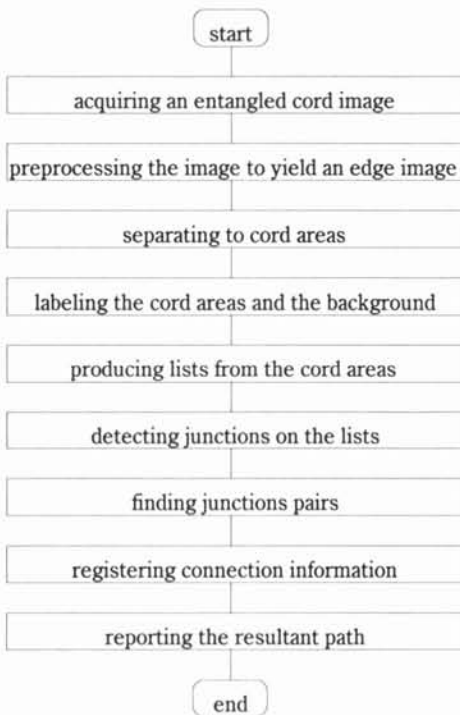 start
acquiring an entangled cord image
preprocessing the image to yield an edge image
separating to cord areas
labeling the cord areas and the background
producing lists from the cord areas
detecting junctions on the lists
finding junctions pairs
registering connection information
reporting the resultant path
end